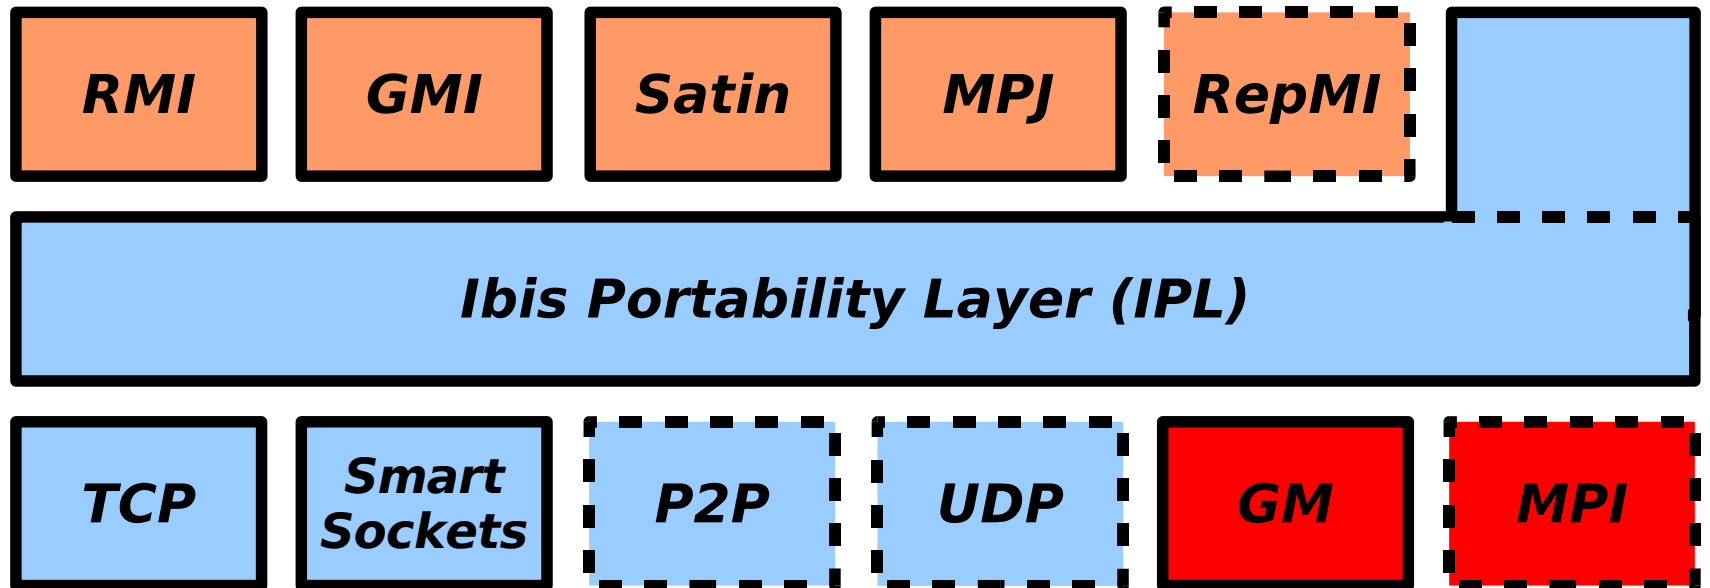 RMI
GMI
Satin
MPJ
RepMI
Ibis Portability Layer (IPL)
TCP
Smart
Sockets
P2P
UDP
GM
MPI